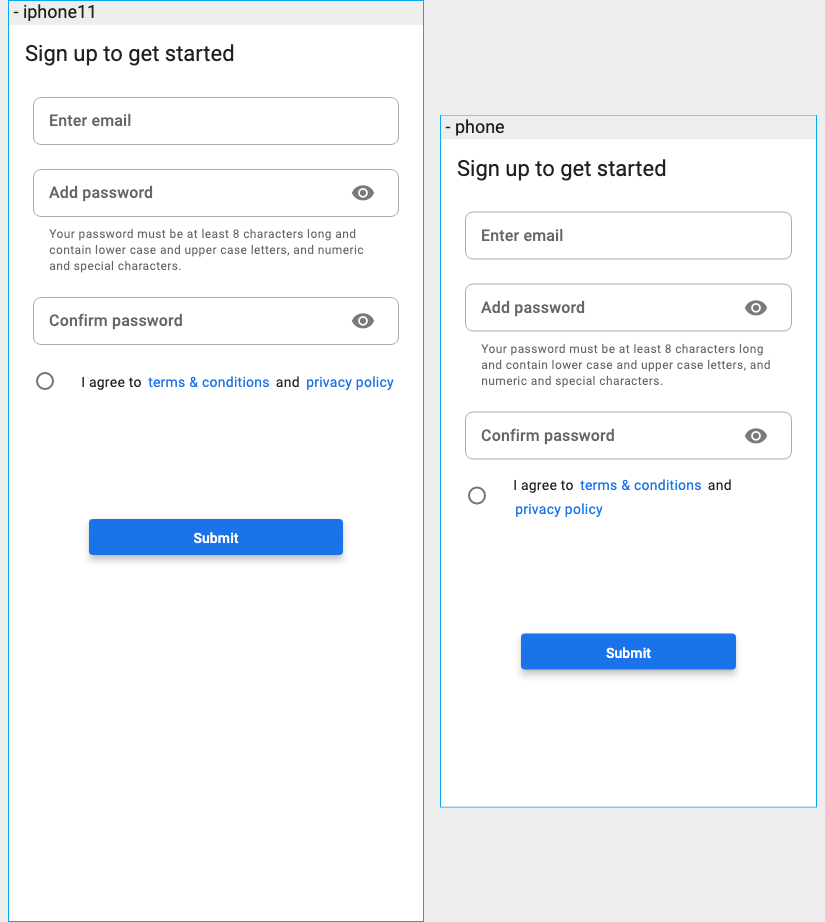 - iphone11
Sign up to get started
Enter email
Add password
Your password must be at least 8 characters long and
contain lower case and upper case letters, and numeric
and special characters.
Confirm password
I agree to terms & conditions and privacy policy
Submit
- phone
Sign up to get started
Enter email
Add password
Your password must be at least 8 characters long
and contain lower case and upper case letters, and
numeric and special characters.
Confirm password
I agree to terms & conditions and
privacy policy
Submit